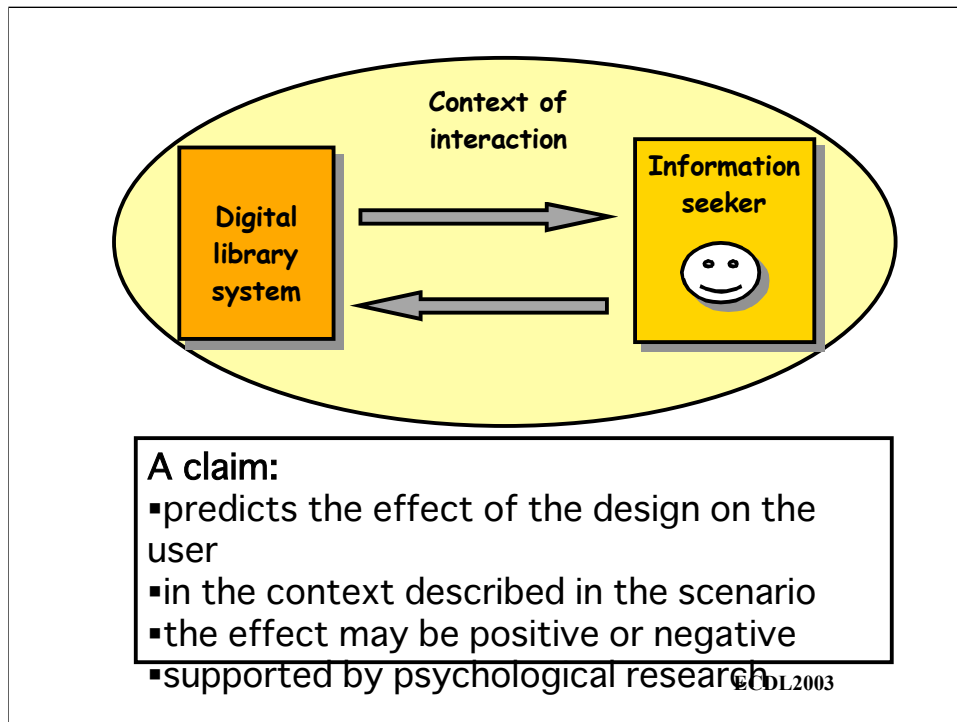 Context of
interaction
Digital
library
system
Information
seeker
A claim:
▪predicts the effect of the design on the
user
▪in the context described in the scenario
▪the effect may be positive or negative
▪supported by psychological research
ECDL2003